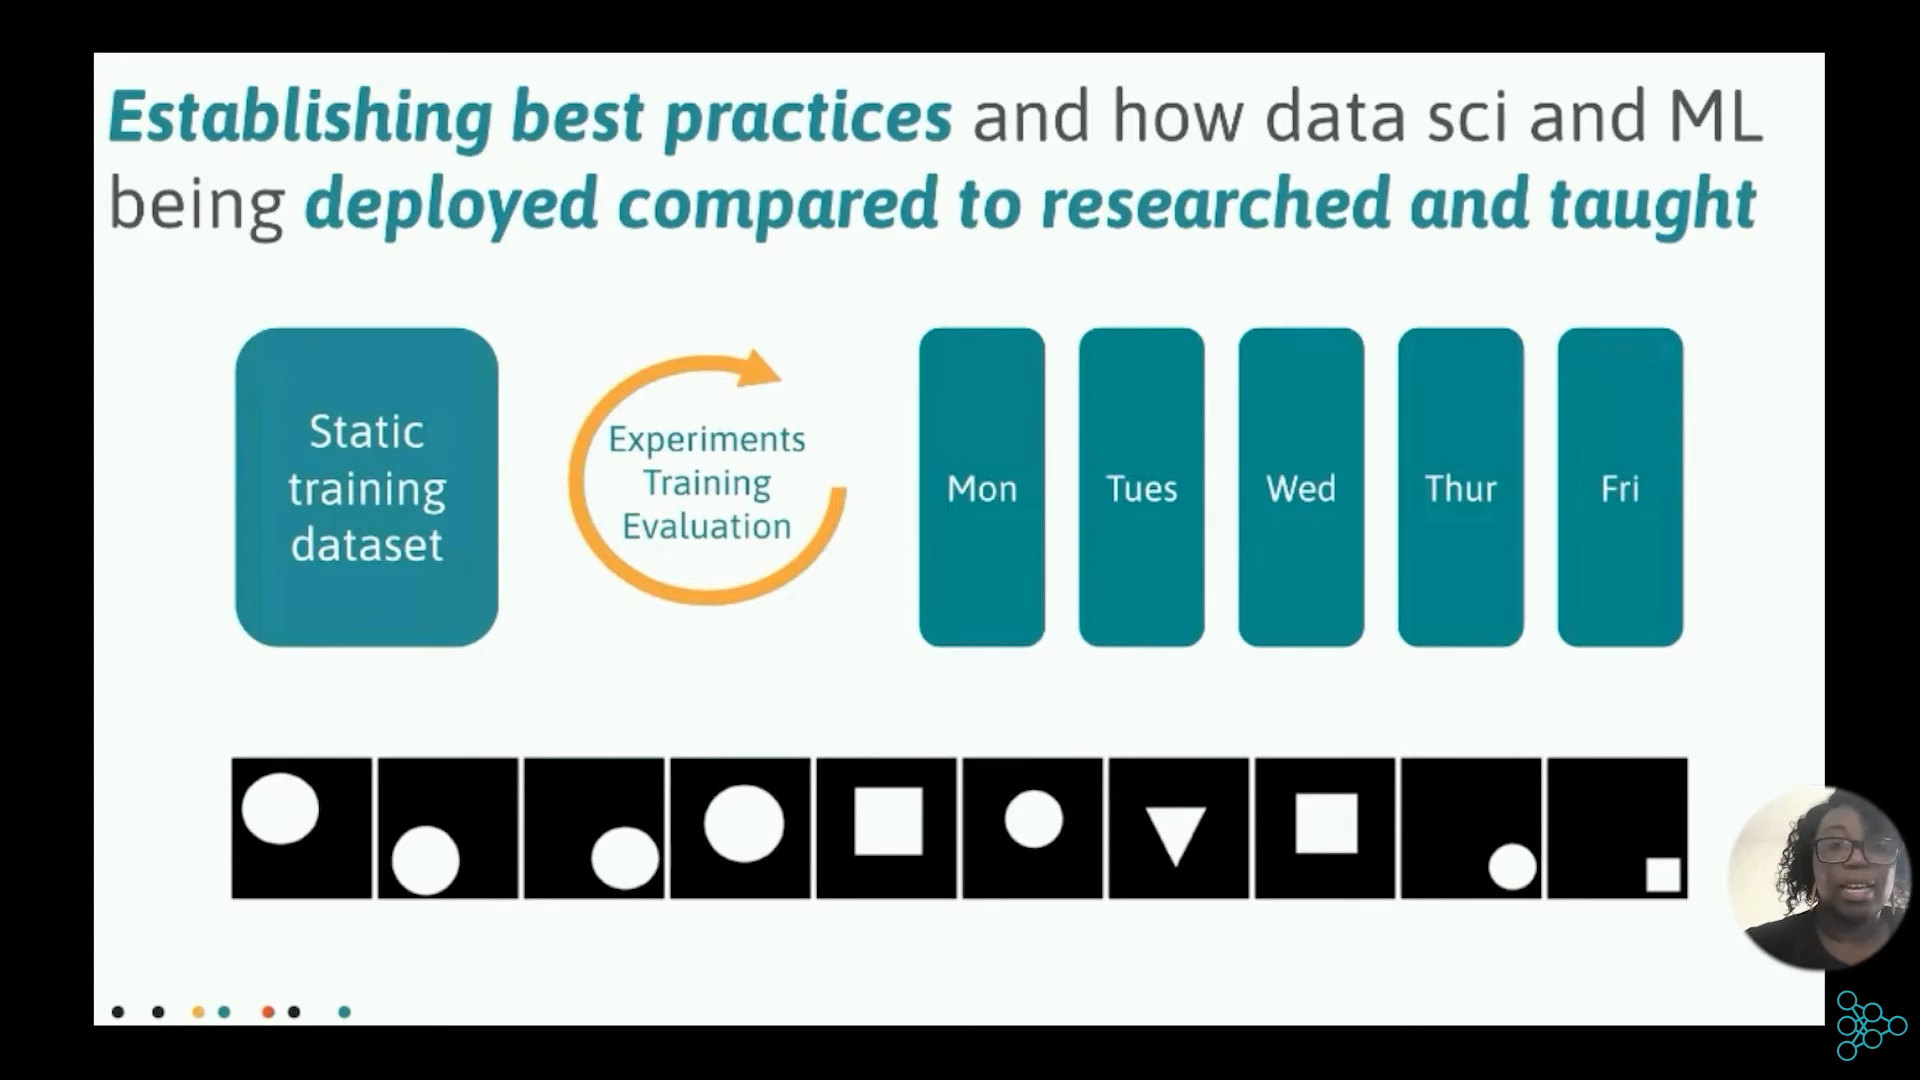 Establishing best practices and how data sci and ML
being deployed compared to researched and taught
Static
training
dataset
Experiments
Training
Evaluation
Mon
Tues
Wed
Thur
Fri